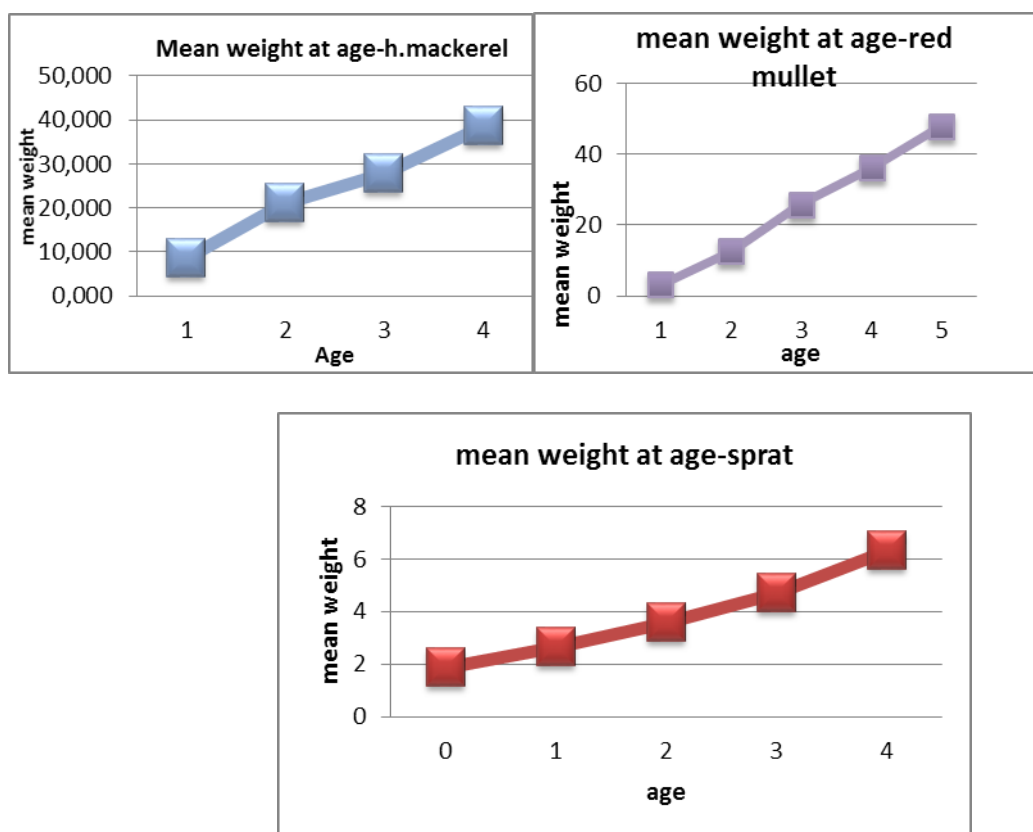 Mean weight at age-h.mackerel
50,000
40,000
30,000
20,000
10,000
0,000
mean weight
1 2 3 4
Age
mean weight at age-red
mullet
60
40
20
0
mean weight
1 2 3 4 5
age
mean weight at age-sprat
8
6
4
2
0
mean weight
0 1 2 3 4
age